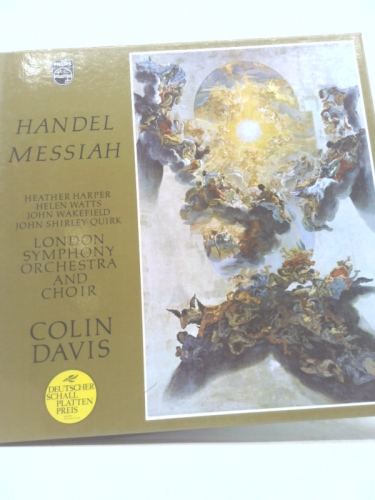 PHILIPS
HANDEL
MESSIAH
HEATHER HARPER
HELEN WATTS
JOHN WAKEFIELD
JOHN SHIRLEY-QUIRK
LONDON
SYMPHONY
ORCHESTRA
AND
CHOIR
COLIN
DAVIS
DEUTSCHER
SCHALL
PLATTEN
PREIS